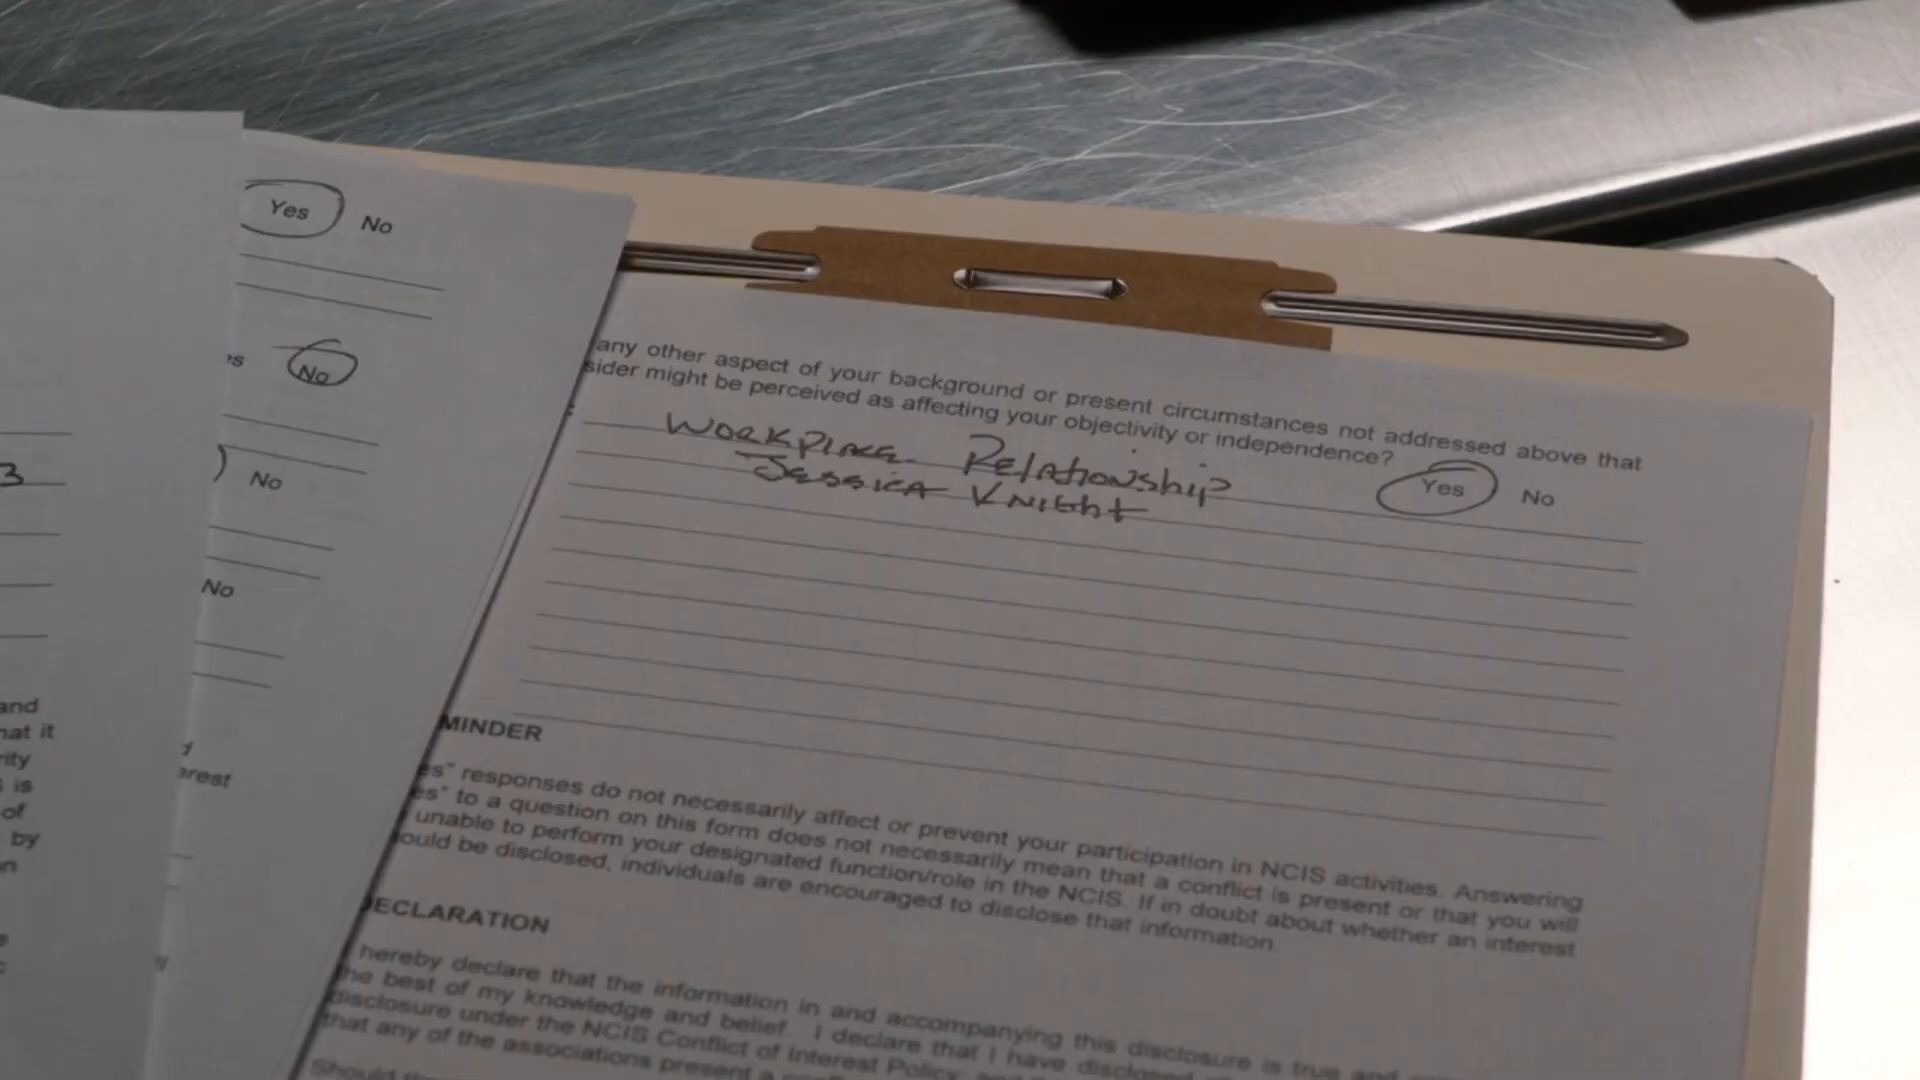 Yes No
No
No
No
3
and
hat it
is
of
by
any other aspect of your background or present circumstances not addressed above that
sider might be perceived as affecting your objectivity or independence?
Yes No
Workplace Relationship
Jessica Knight
MINDER
es" responses do not necessarily affect or prevent your participation in NCIS activities. Answering
es" to a question on this form does not necessarily mean that a conflict is present or that you will
unable to perform your designated function/role in the NCIS. If in doubt about whether an interest
ould be disclosed, individuals are encouraged to disclose that information.
DECLARATION
hereby declare that the information in and accompanying this disclosure is true and
the best of my knowledge and belief. I declare that I have disclosed
disclosure under the NCIS Conflict of Interest Policy, and
that any of the associations present a
Should